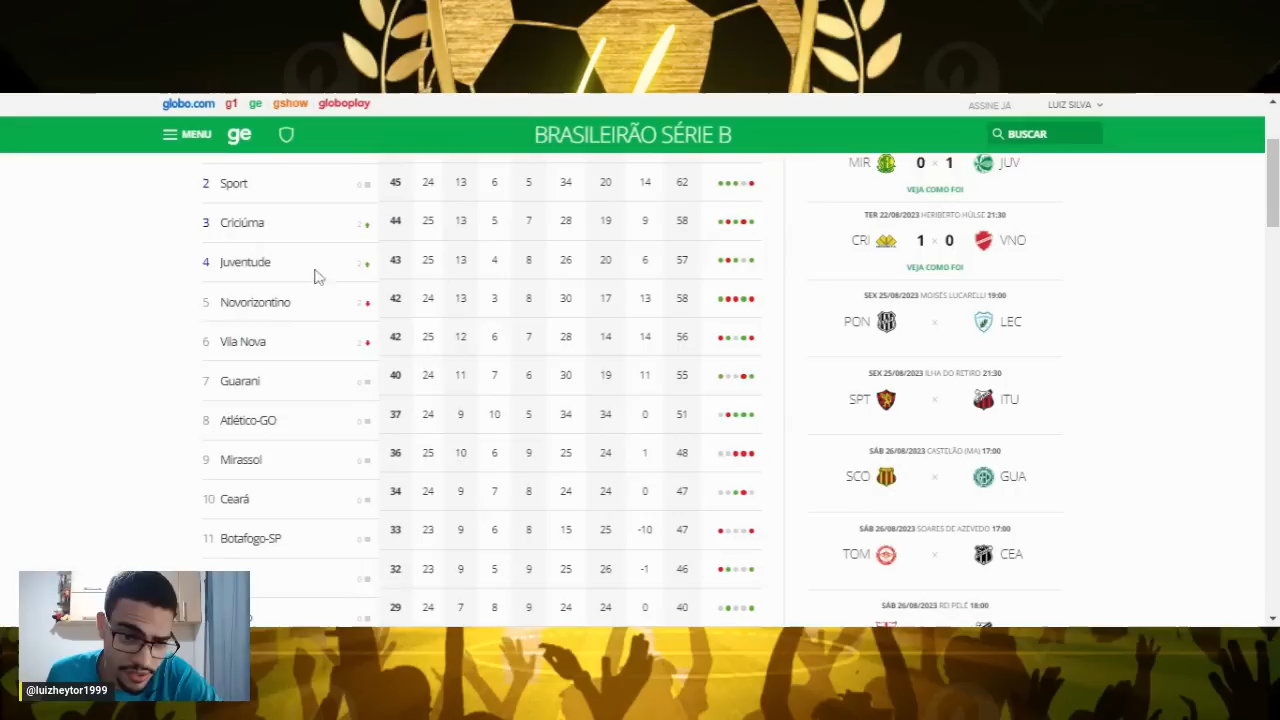 globo.com g1 ge gshow globoplay ASSINE JÁ LUIZ SILVA
MENU ge BRASILEIRÃO SÉRIE B BUSCAR
2 Sport 0 45 24 13 6 5 34 20 14 62
3 Criciúma 2 44 25 13 5 7 28 19 9 58
4 Juventude 2 43 25 13 4 8 26 20 6 57
5 Novorizontino 2 42 24 13 3 8 30 17 13 58
6 Vila Nova 2 42 25 12 6 7 28 14 14 56
7 Guarani 0 40 24 11 7 6 30 19 11 55
8 Atlético-GO 0 37 24 9 10 5 34 34 0 51
9 Mirassol 0 36 25 10 6 9 25 24 1 48
10 Ceará 0 34 24 9 7 8 24 24 0 47
11 Botafogo-SP 0 33 23 9 6 8 15 25 -10 47
0 32 23 9 5 9 25 26 -1 46
29 24 7 8 9 24 24 0 40
MIR 0 × 1 JUV
VEJA COMO FOI
TER 22/08/2023 HERIBERTO HÜLSE 21:30
CRI 1 × 0 VNO
VEJA COMO FOI
SEX 25/08/2023 MOISÉS LUCARELLI 19:00
PON × LEC
SEX 25/08/2023 ILHA DO RETIRO 21:30
SPT × ITU
SÁB 26/08/2023 CASTELÃO (MA) 17:00
SCO × GUA
SÁB 26/08/2023 SOARES DE AZEVEDO 17:00
TOM × CEA
SÁB 26/08/2023 REI PELÉ 18:00
@luizheytor1999